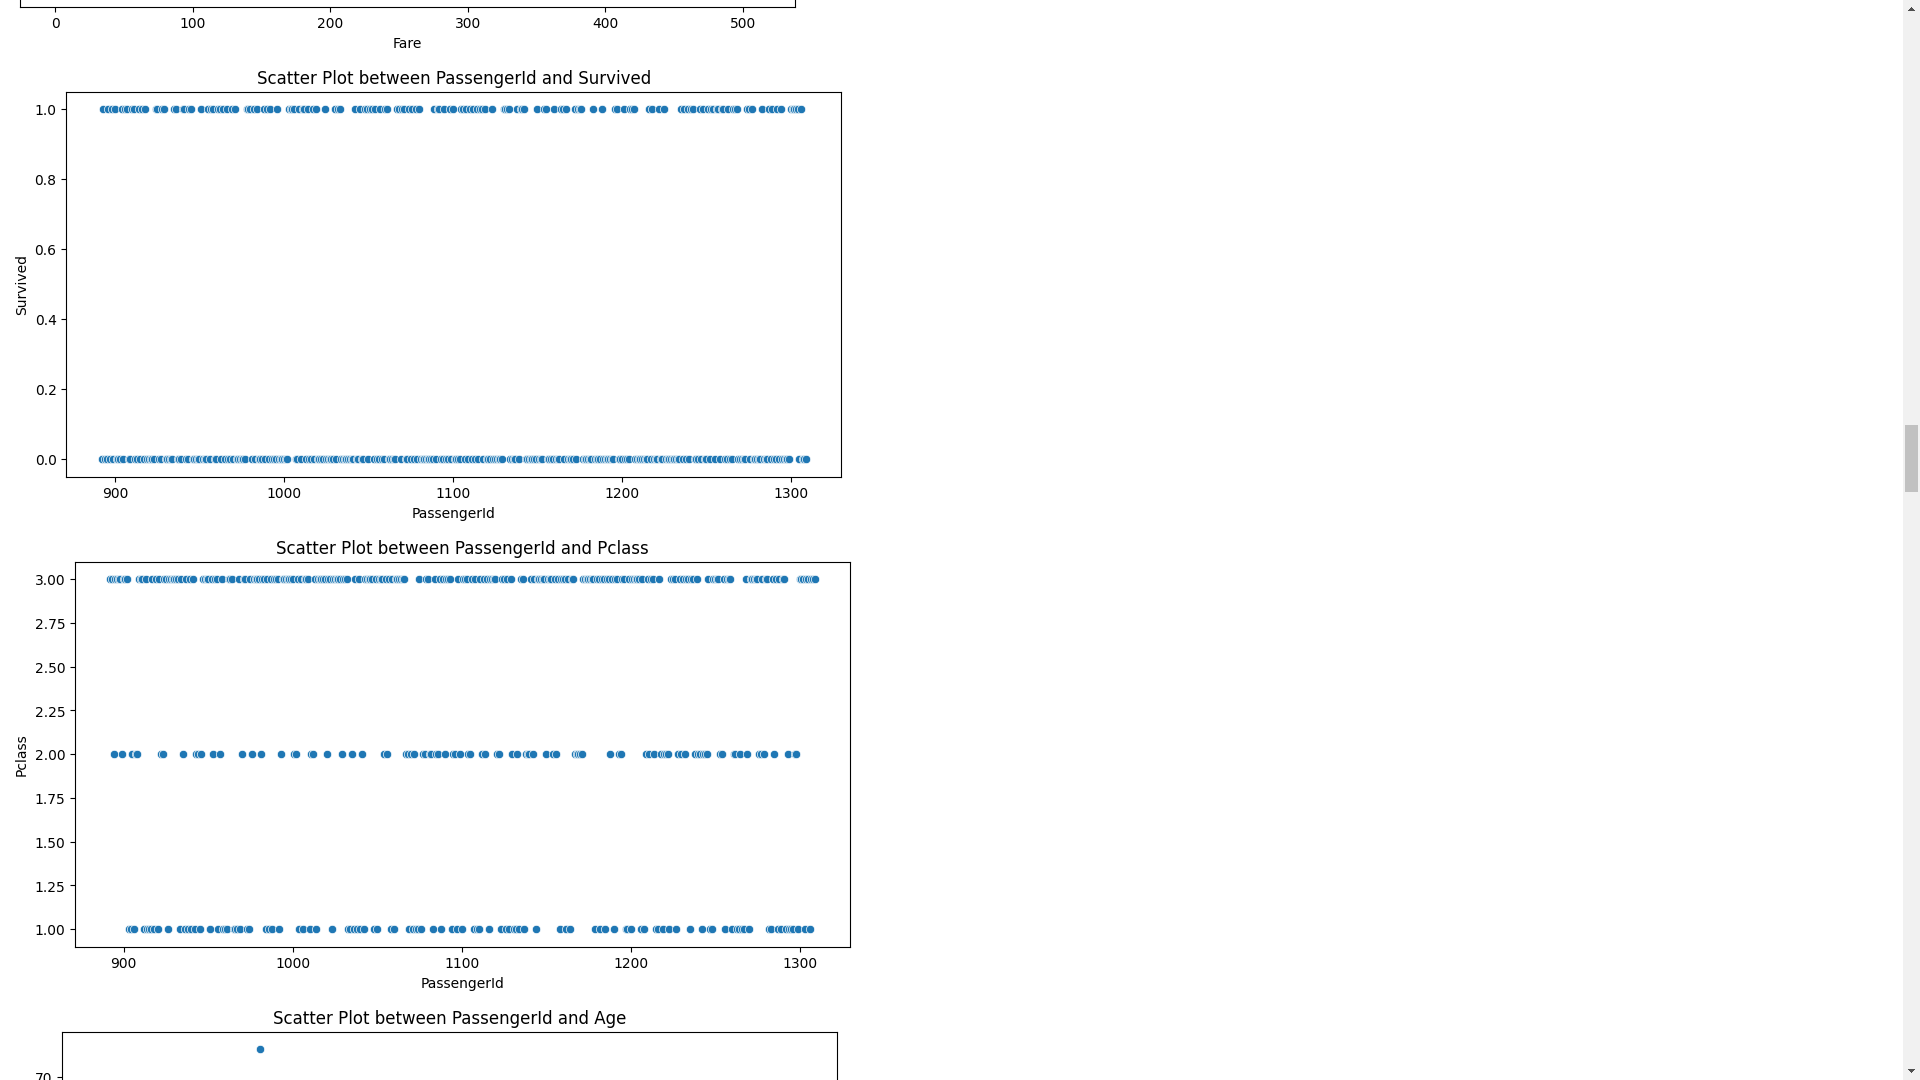 0 100 200 300 400 500
Fare
Scatter Plot between PassengerId and Survived
1.0
0.8
0.6
0.4
0.2
0.0
Survived
900 1000 1100 1200 1300
PassengerId
Scatter Plot between PassengerId and Pclass
3.00
2.75
2.50
2.25
2.00
1.75
1.50
1.25
1.00
Pclass
900 1000 1100 1200 1300
PassengerId
Scatter Plot between PassengerId and Age
70